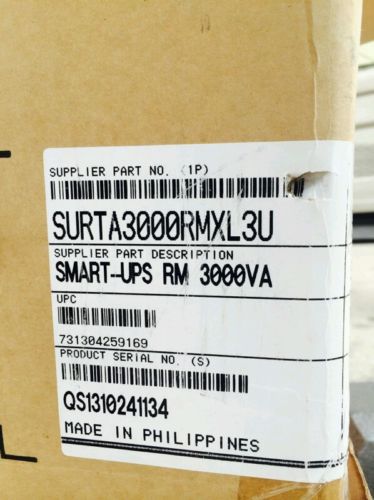 SUPPLIER PART NO. (1P)
SURTA3000RMXL3U
SUPPLIER PART DESCRIPTION
SMART-UPS RM 3000VA
UPC
731304259169
PRODUCT SERIAL NO. (S)
QS1310241134
MADE IN PHILIPPINES